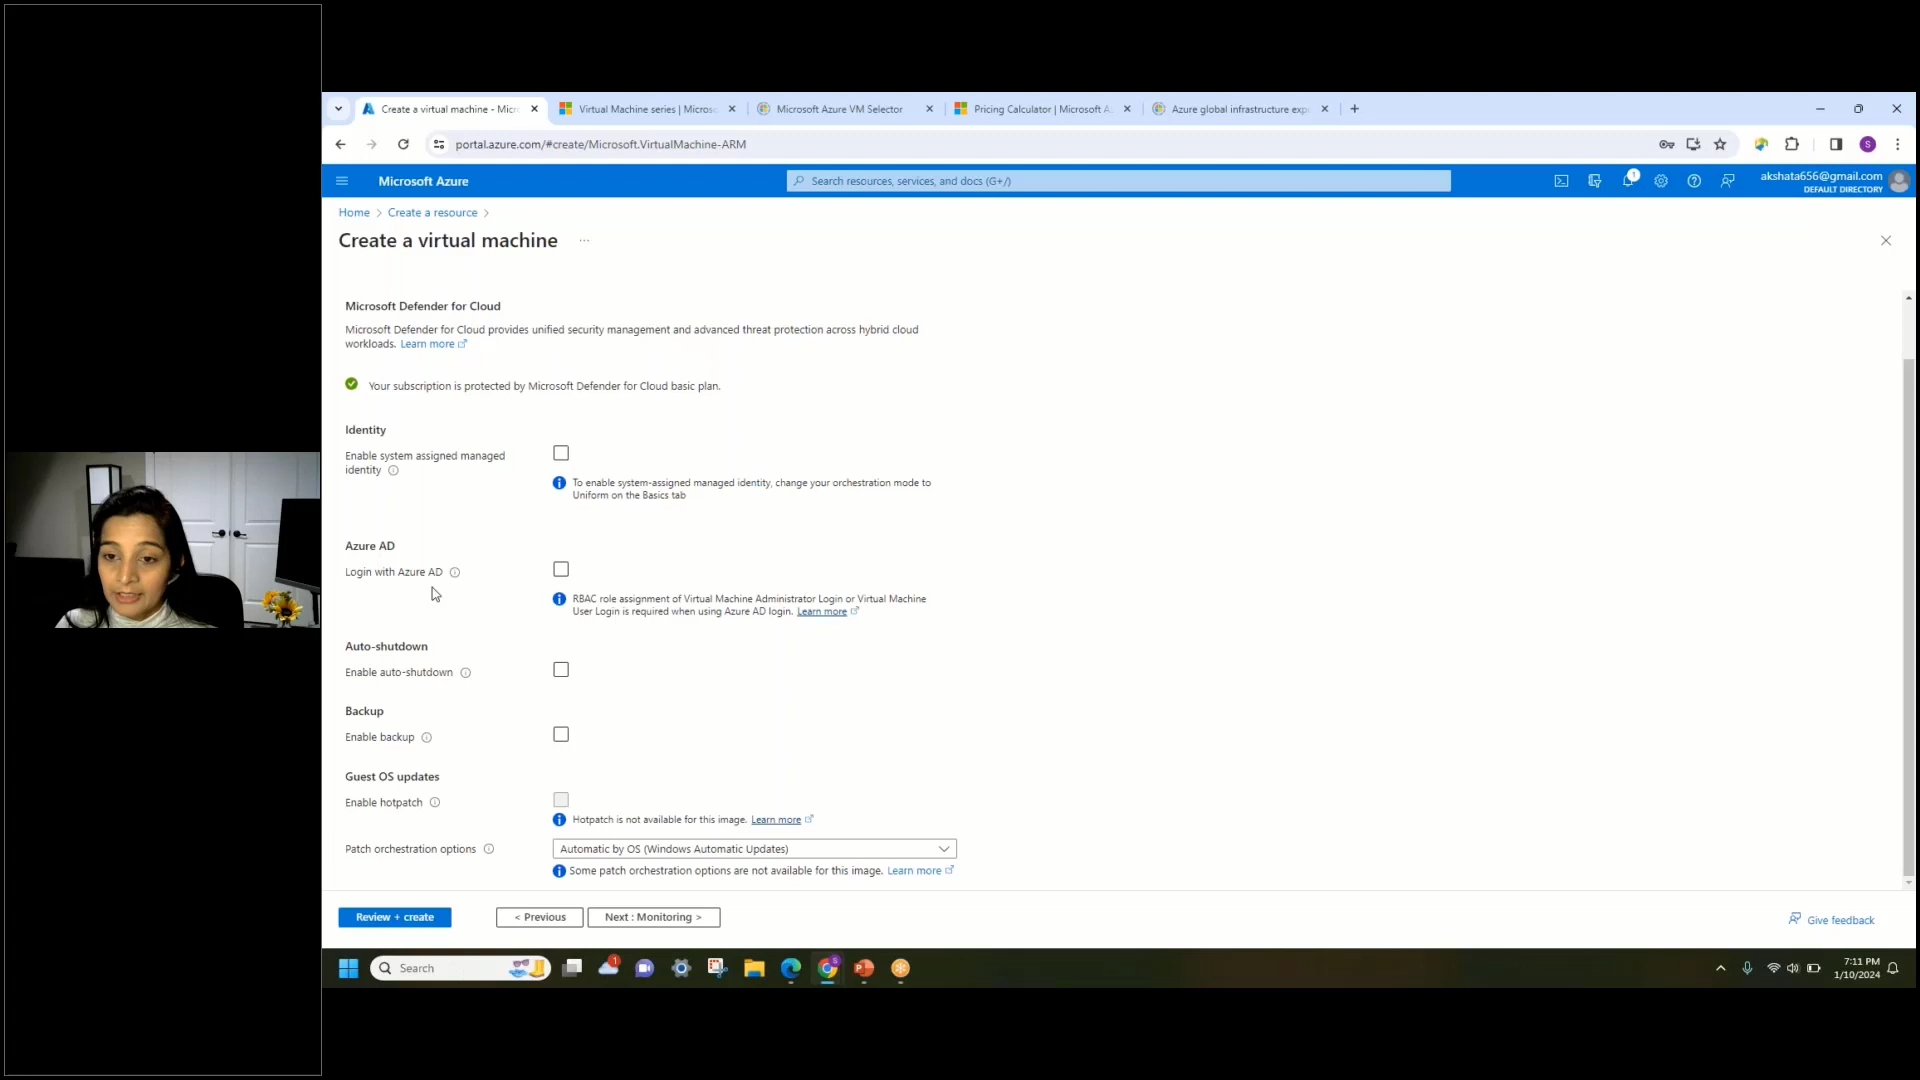 Create a virtual machine - Micro
Virtual Machine series | Microso
Microsoft Azure VM Selector
Pricing Calculator | Microsoft A
Azure global infrastructure exp
portal.azure.com/#create/Microsoft.VirtualMachine-ARM
S
Microsoft Azure
Search resources, services, and docs (G+/)
1
akshata656@gmail.com
DEFAULT DIRECTORY
Home > Create a resource >
Create a virtual machine ...
Microsoft Defender for Cloud
Microsoft Defender for Cloud provides unified security management and advanced threat protection across hybrid cloud
workloads. Learn more
Your subscription is protected by Microsoft Defender for Cloud basic plan.
Identity
Enable system assigned managed
identity
To enable system-assigned managed identity, change your orchestration mode to
Uniform on the Basics tab
Azure AD
Login with Azure AD
RBAC role assignment of Virtual Machine Administrator Login or Virtual Machine
User Login is required when using Azure AD login. Learn more
Auto-shutdown
Enable auto-shutdown
Backup
Enable backup
Guest OS updates
Enable hotpatch
Hotpatch is not available for this image. Learn more
Patch orchestration options
Automatic by OS (Windows Automatic Updates)
Some patch orchestration options are not available for this image. Learn more
Review + create
< Previous
Next : Monitoring >
Give feedback
Search
1
7:11 PM
1/10/2024